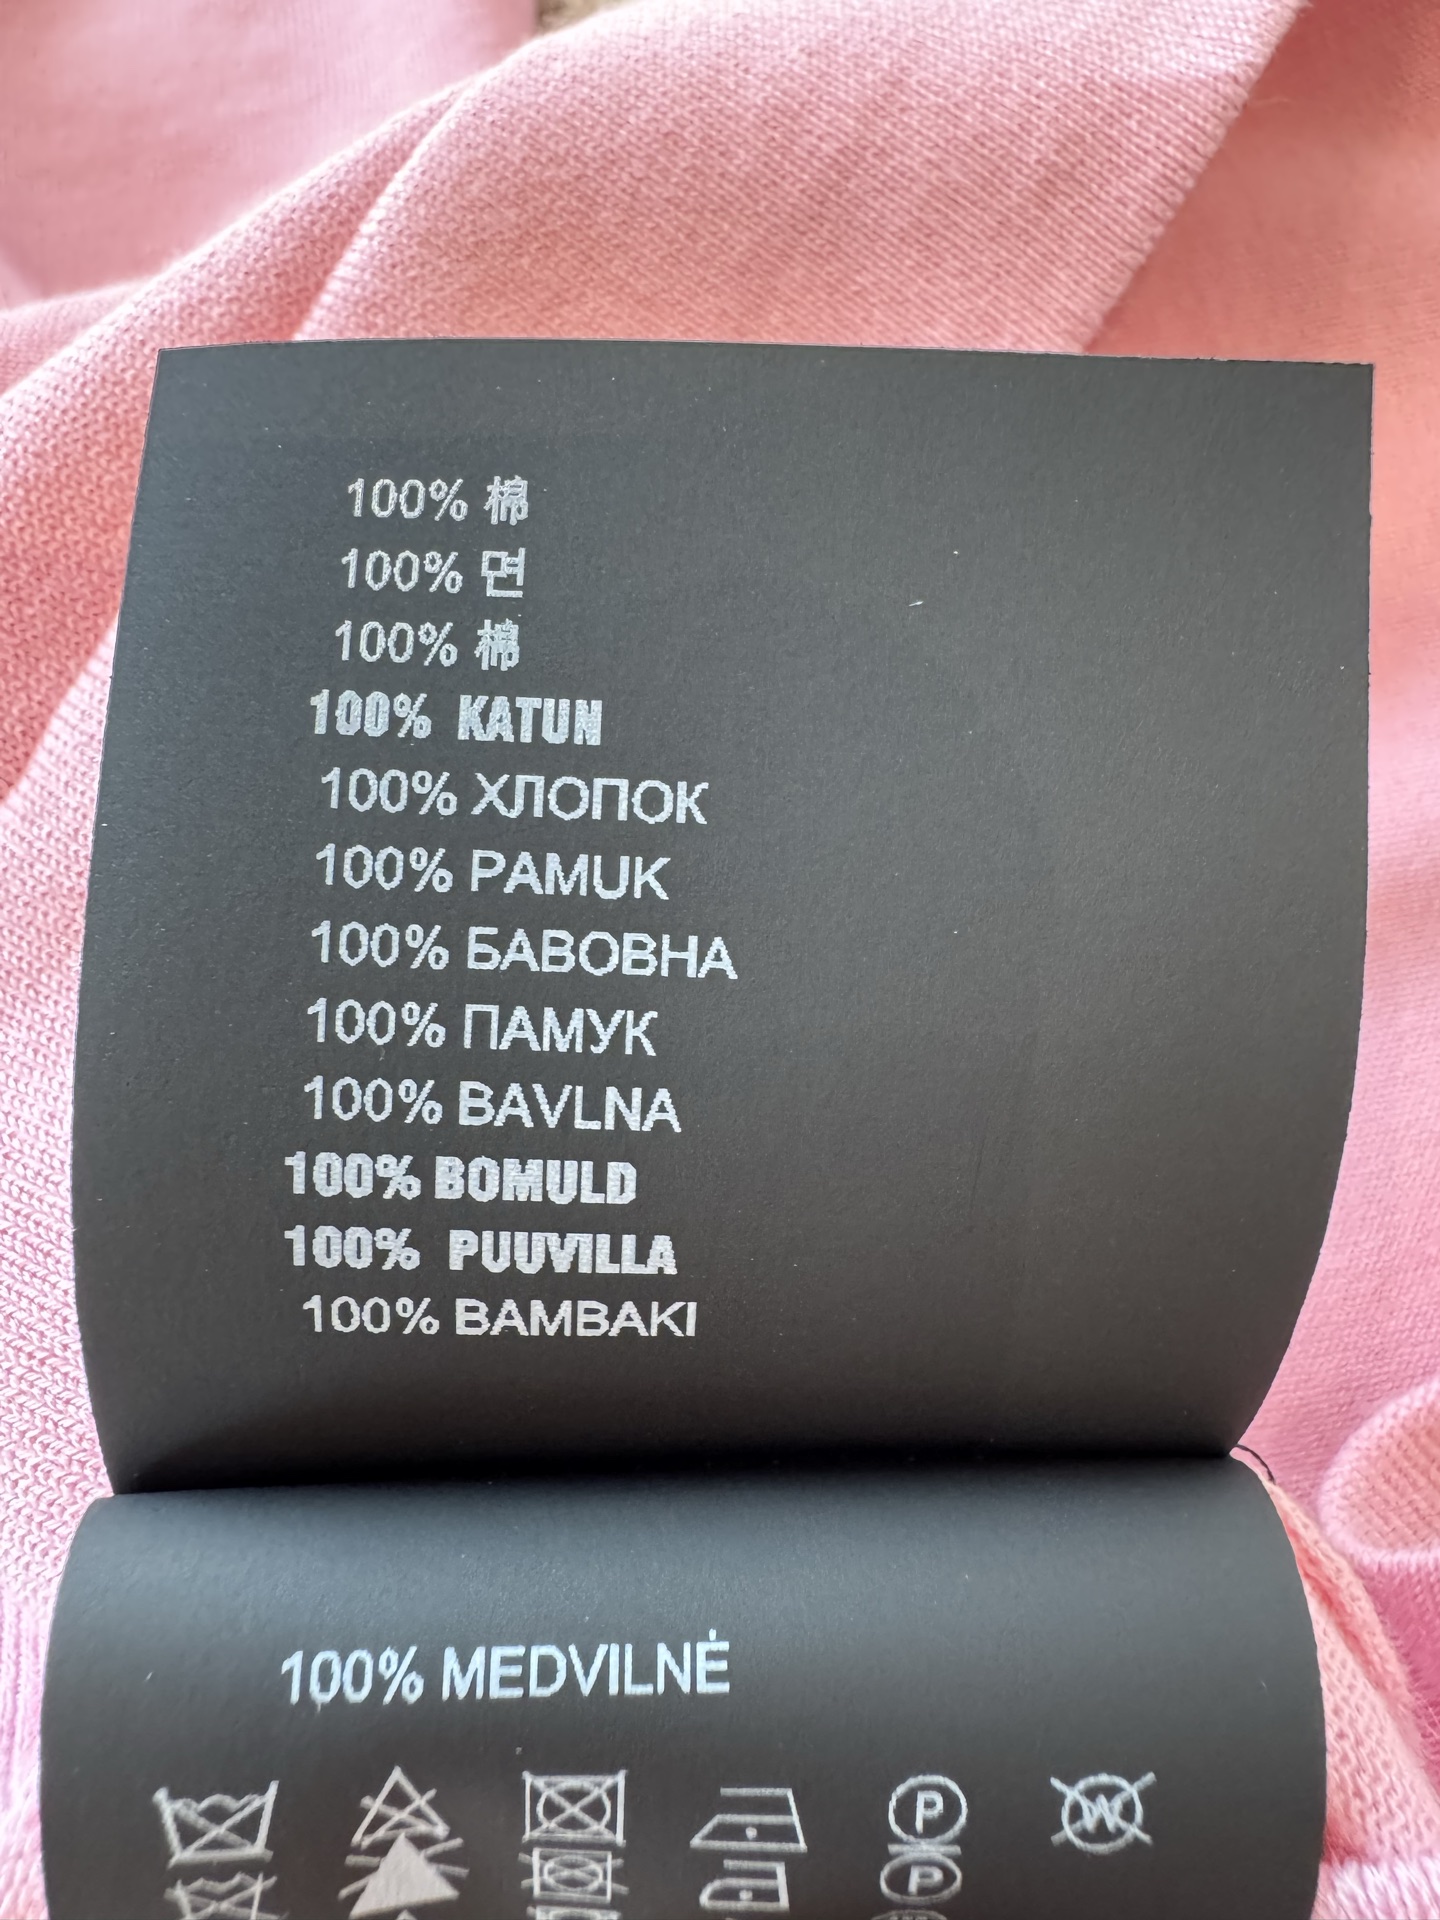 100% 棉
100% 면
100% 棉
100% KATUN
100% ХЛОПОК
100% PAMUK
100% БАВОВНА
100% ПАМУК
100% BAVLNA
100% BOMULD
100% PUUVILLA
100% BAMBAKI
100% MEDVILNĖ
P W
P